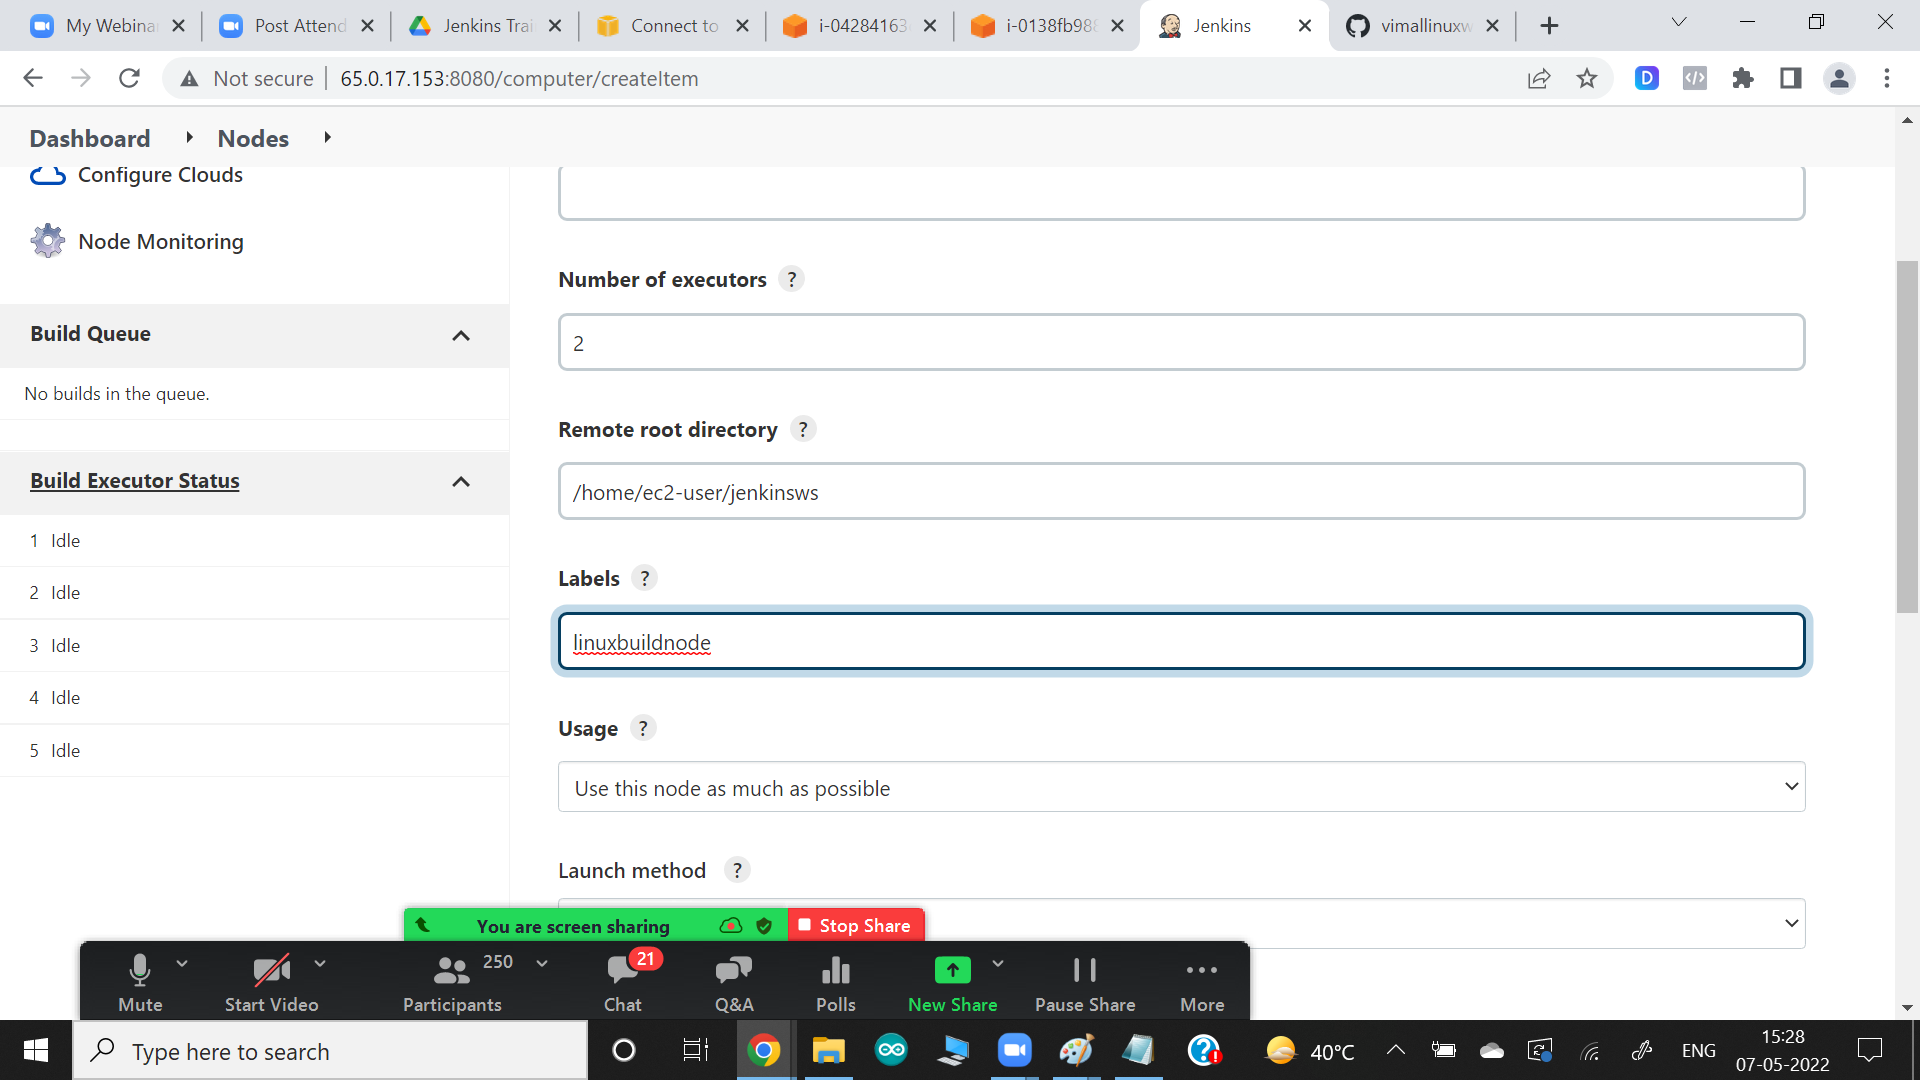 My Webina
Post Attend
Jenkins Trai
Connect to
i-04284163
i-0138fb988
Jenkins
vimallinuxw
Not secure
65.0.17.153:8080/computer/createItem
Dashboard
Nodes
Configure Clouds
Node Monitoring
Build Queue
No builds in the queue.
Build Executor Status
1 Idle
2 Idle
3 Idle
4 Idle
5 Idle
Number of executors ?
2
Remote root directory ?
/home/ec2-user/jenkinsws
Labels ?
linuxbuildnode
Usage ?
Use this node as much as possible
Launch method ?
You are screen sharing
Stop Share
Mute
Start Video
250
Participants
21
Chat
Q&A
Polls
New Share
Pause Share
More
Type here to search
40°C
ENG
15:28
07-05-2022